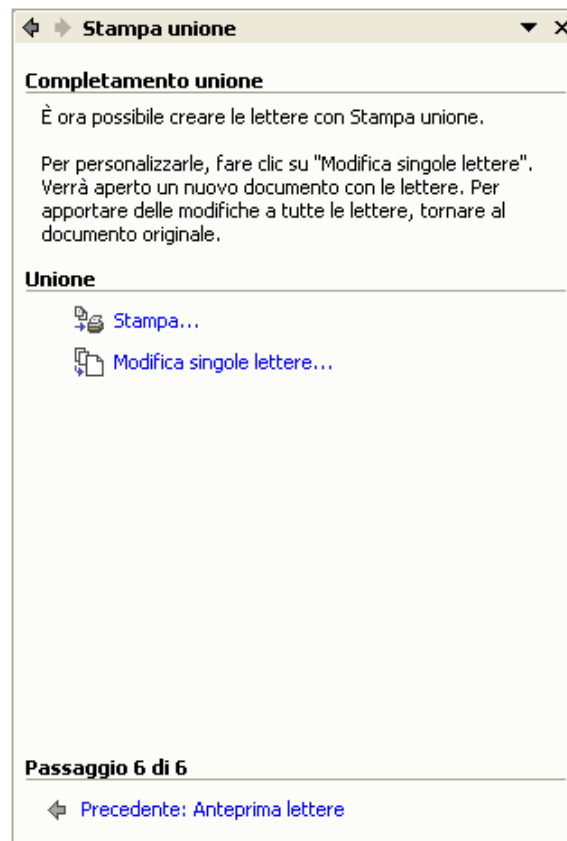 Stampa unione
Completamento unione
È ora possibile creare le lettere con Stampa unione.
Per personalizzarle, fare clic su "Modifica singole lettere".
Verrà aperto un nuovo documento con le lettere. Per
apportare delle modifiche a tutte le lettere, tornare al
documento originale.
Unione
Stampa...
Modifica singole lettere...
Passaggio 6 di 6
Precedente: Anteprima lettere